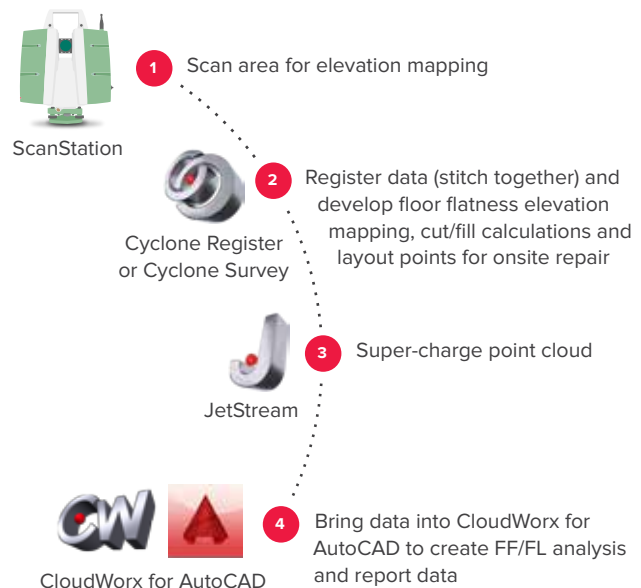 1
Scan area for elevation mapping
ScanStation
2
Register data (stitch together) and
develop floor flatness elevation
mapping, cut/fill calculations and
layout points for onsite repair
Cyclone Register
or Cyclone Survey
3
Super-charge point cloud
JetStream
CW
4
Bring data into CloudWorx for
AutoCAD to create FF/FL analysis
and report data
CloudWorx for AutoCAD